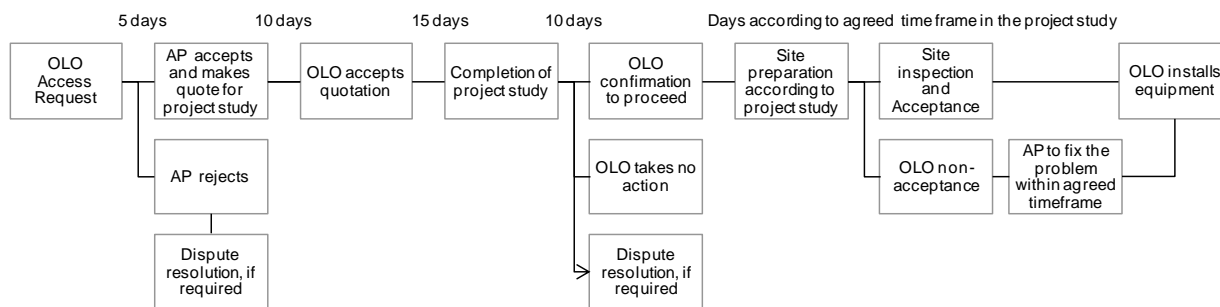 5 days
10 days
15 days
10 days
Days according to agreed time frame in the project study
OLO
Access
Request
AP accepts
and makes
quote for
project study
OLO accepts
quotation
Completion of
project study
OLO
confirmation
to proceed
Site
preparation
according to
project study
Site
inspection
and
Acceptance
OLO installs
equipment
AP rejects
OLO takes no
action
OLO non-
acceptance
AP to fix the
problem
within agreed
timeframe
Dispute
resolution, if
required
Dispute
resolution, if
required